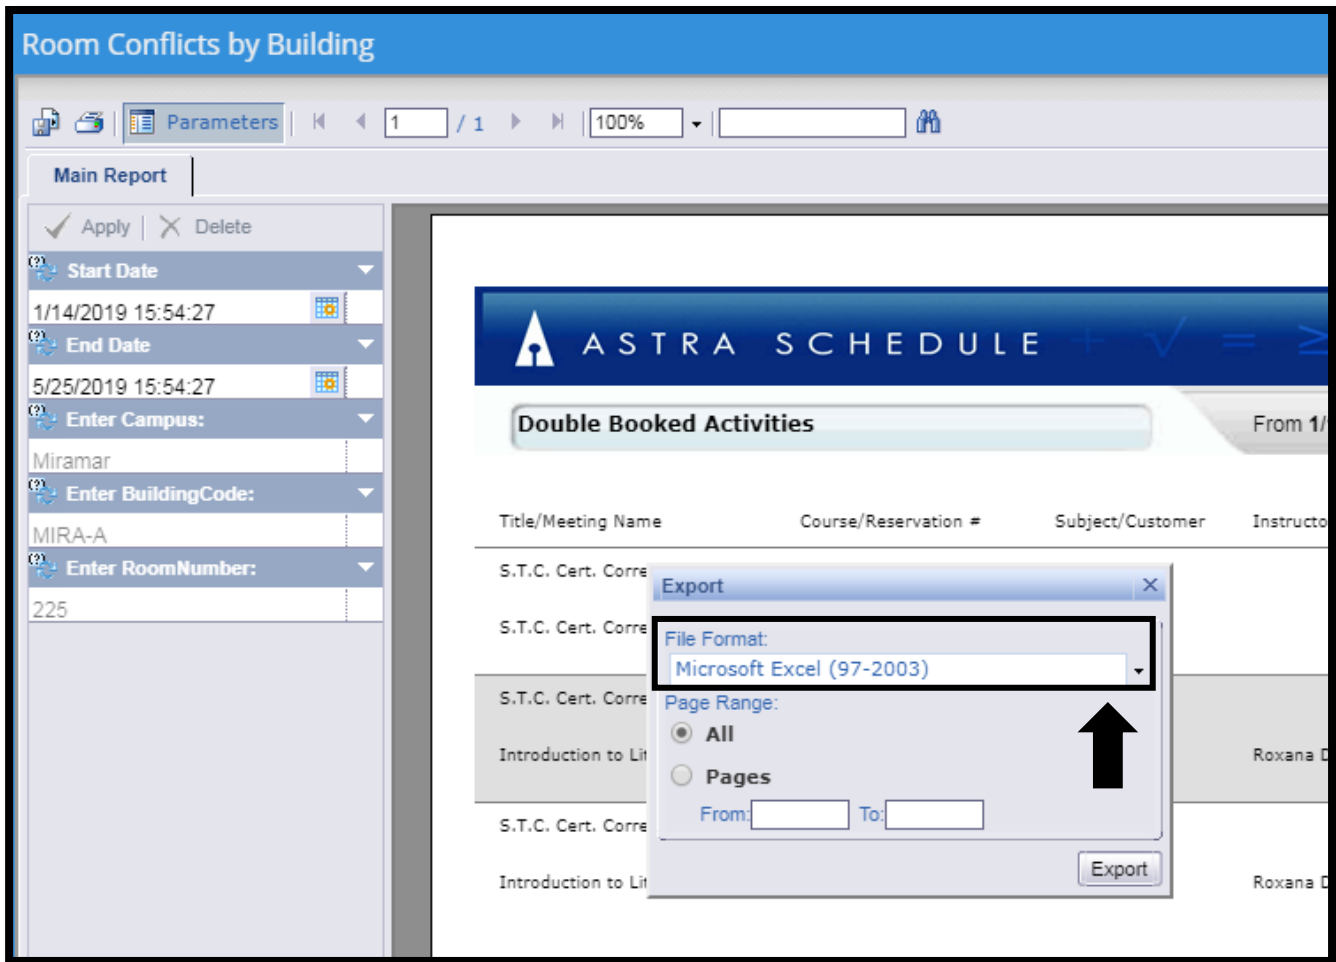 Room Conflicts by Building
Parameters 1 / 1 100%
Main Report
Apply Delete
Start Date
1/14/2019 15:54:27
End Date
5/25/2019 15:54:27
Enter Campus:
Miramar
Enter BuildingCode:
MIRA-A
Enter RoomNumber:
225
ASTRA SCHEDULE + √ = ≥
Double Booked Activities
From 1/
Title/Meeting Name Course/Reservation # Subject/Customer Instructo
S.T.C. Cert. Corre
S.T.C. Cert. Corre
S.T.C. Cert. Corre
Introduction to Lit Roxana D
S.T.C. Cert. Corre
Introduction to Lit Roxana D
Export
File Format:
Microsoft Excel (97-2003)
Page Range:
All
Pages
From: To:
Export